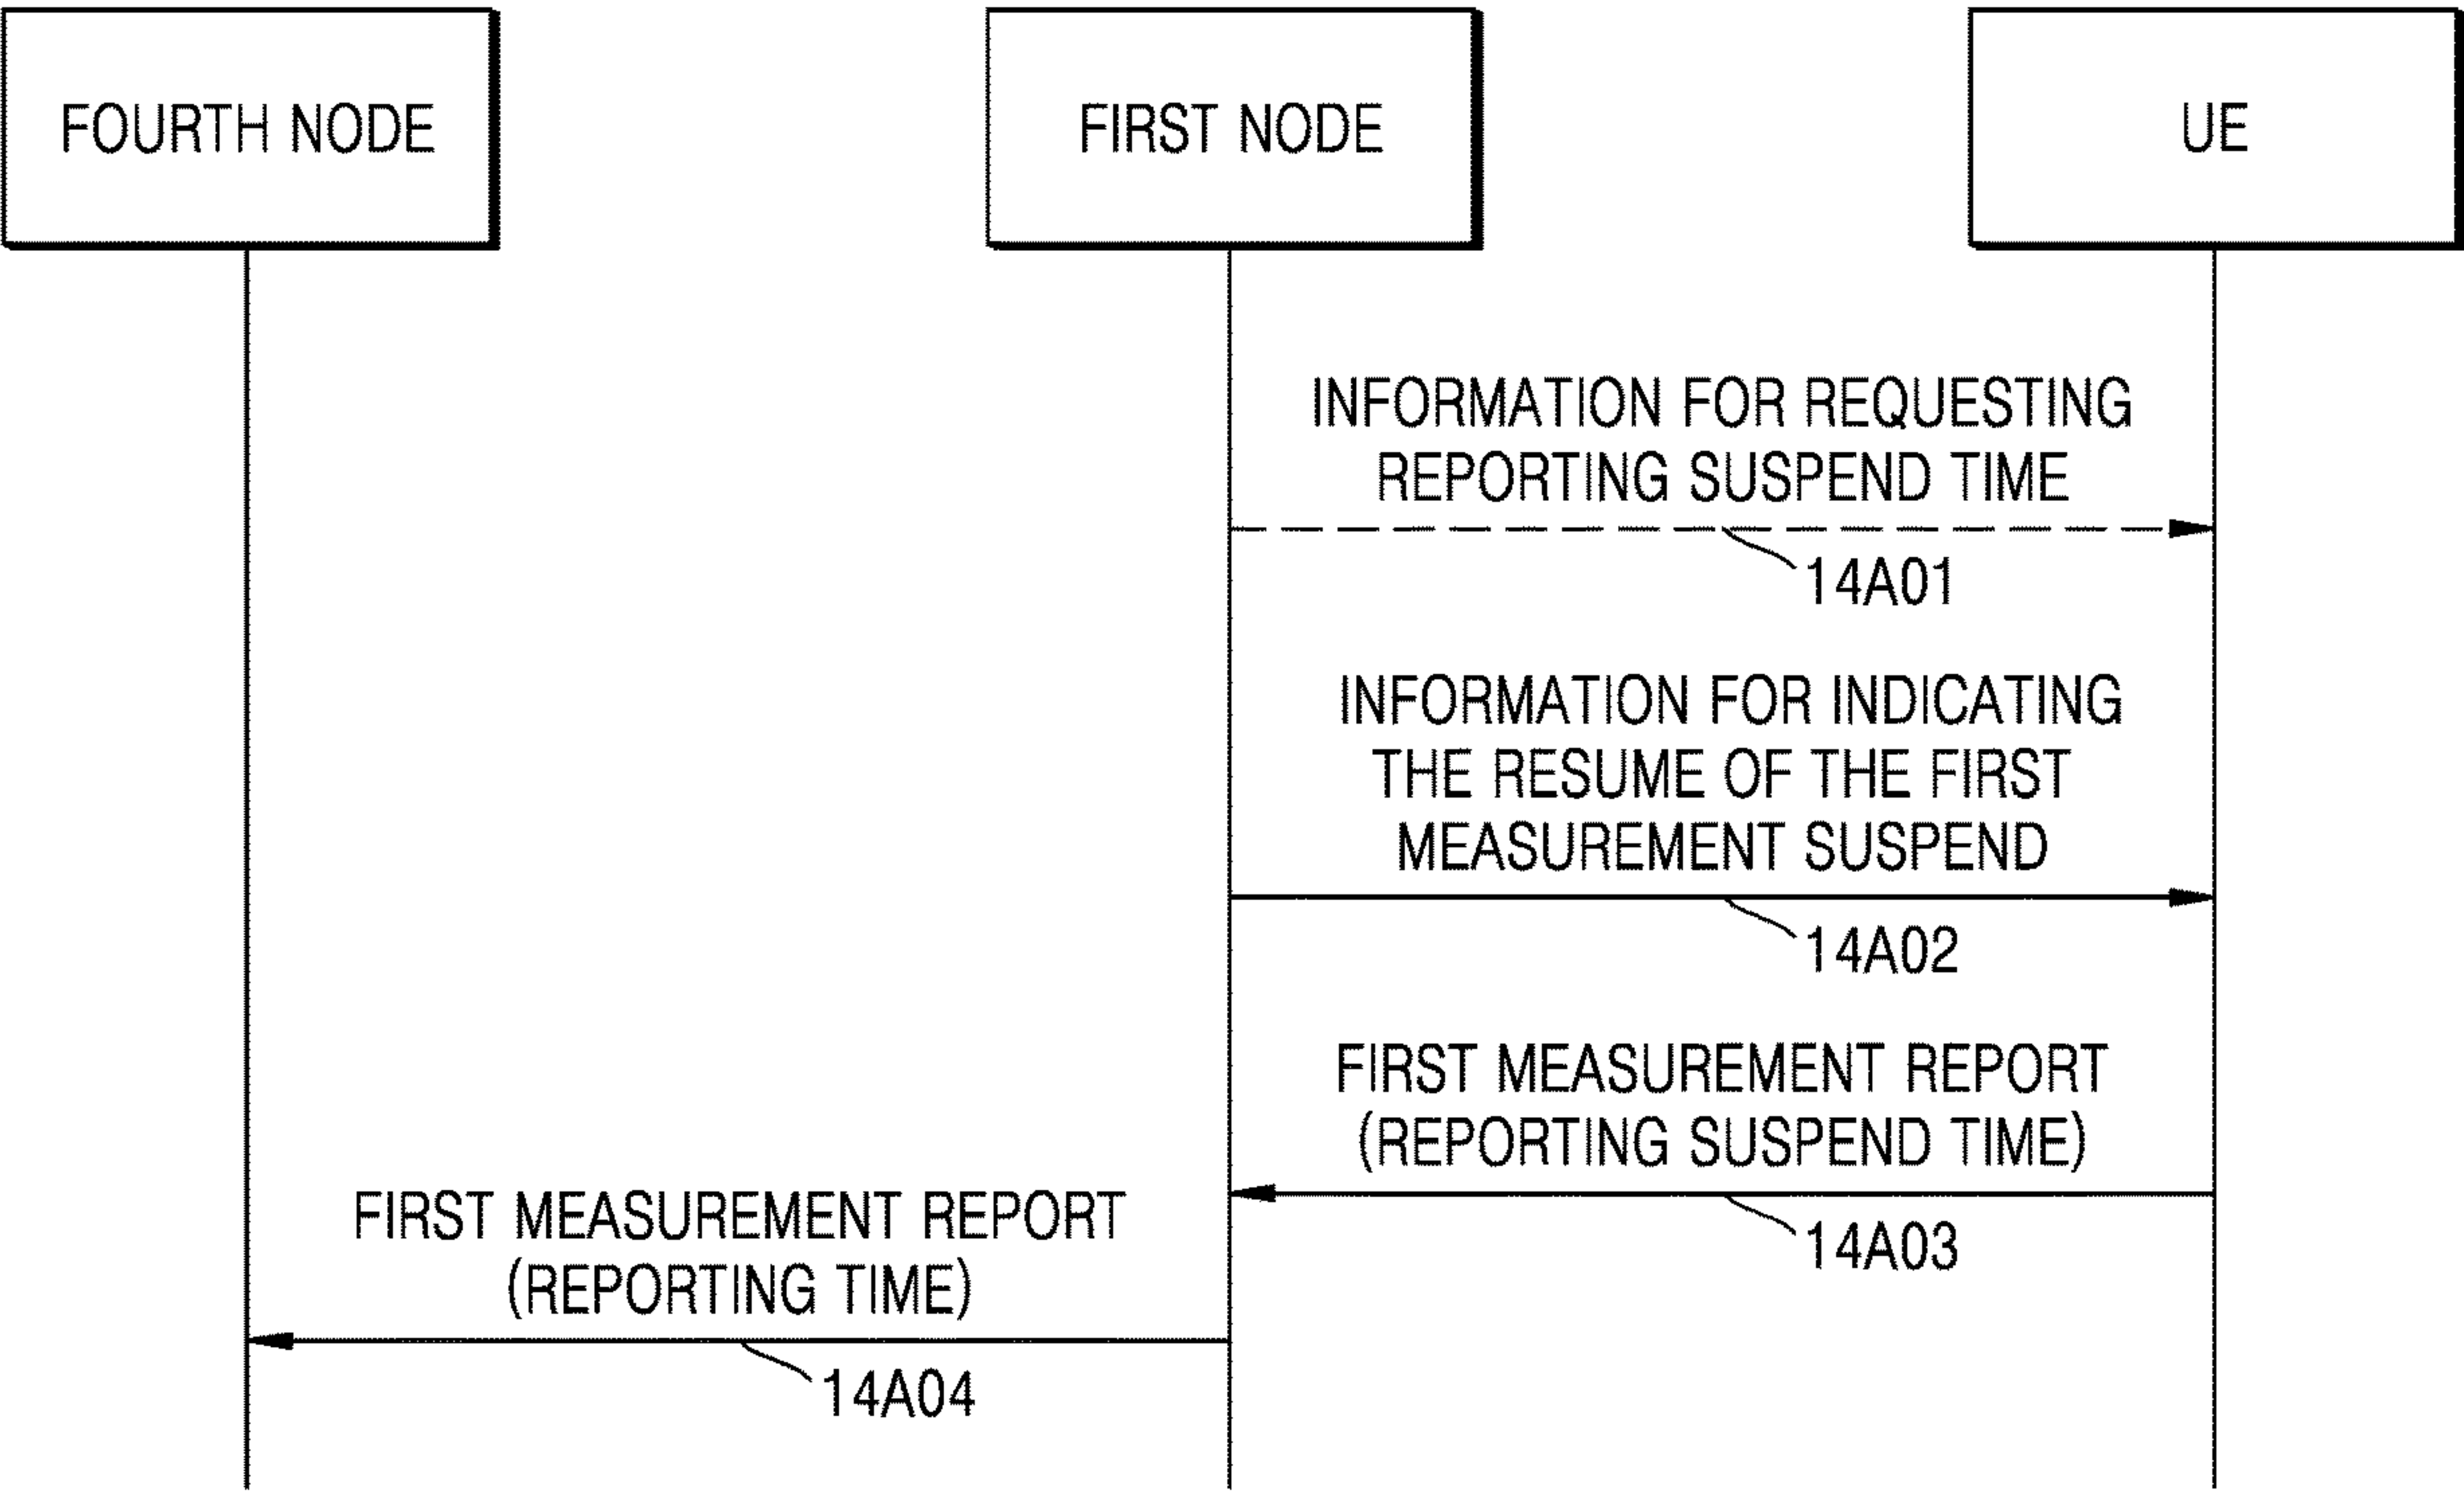 FOURTH NODE
FIRST NODE
UE
INFORMATION FOR REQUESTING
REPORTING SUSPEND TIME
14A01
INFORMATION FOR INDICATING
THE RESUME OF THE FIRST
MEASUREMENT SUSPEND
14A02
FIRST MEASUREMENT REPORT
(REPORTING SUSPEND TIME)
14A03
FIRST MEASUREMENT REPORT
(REPORTING TIME)
14A04